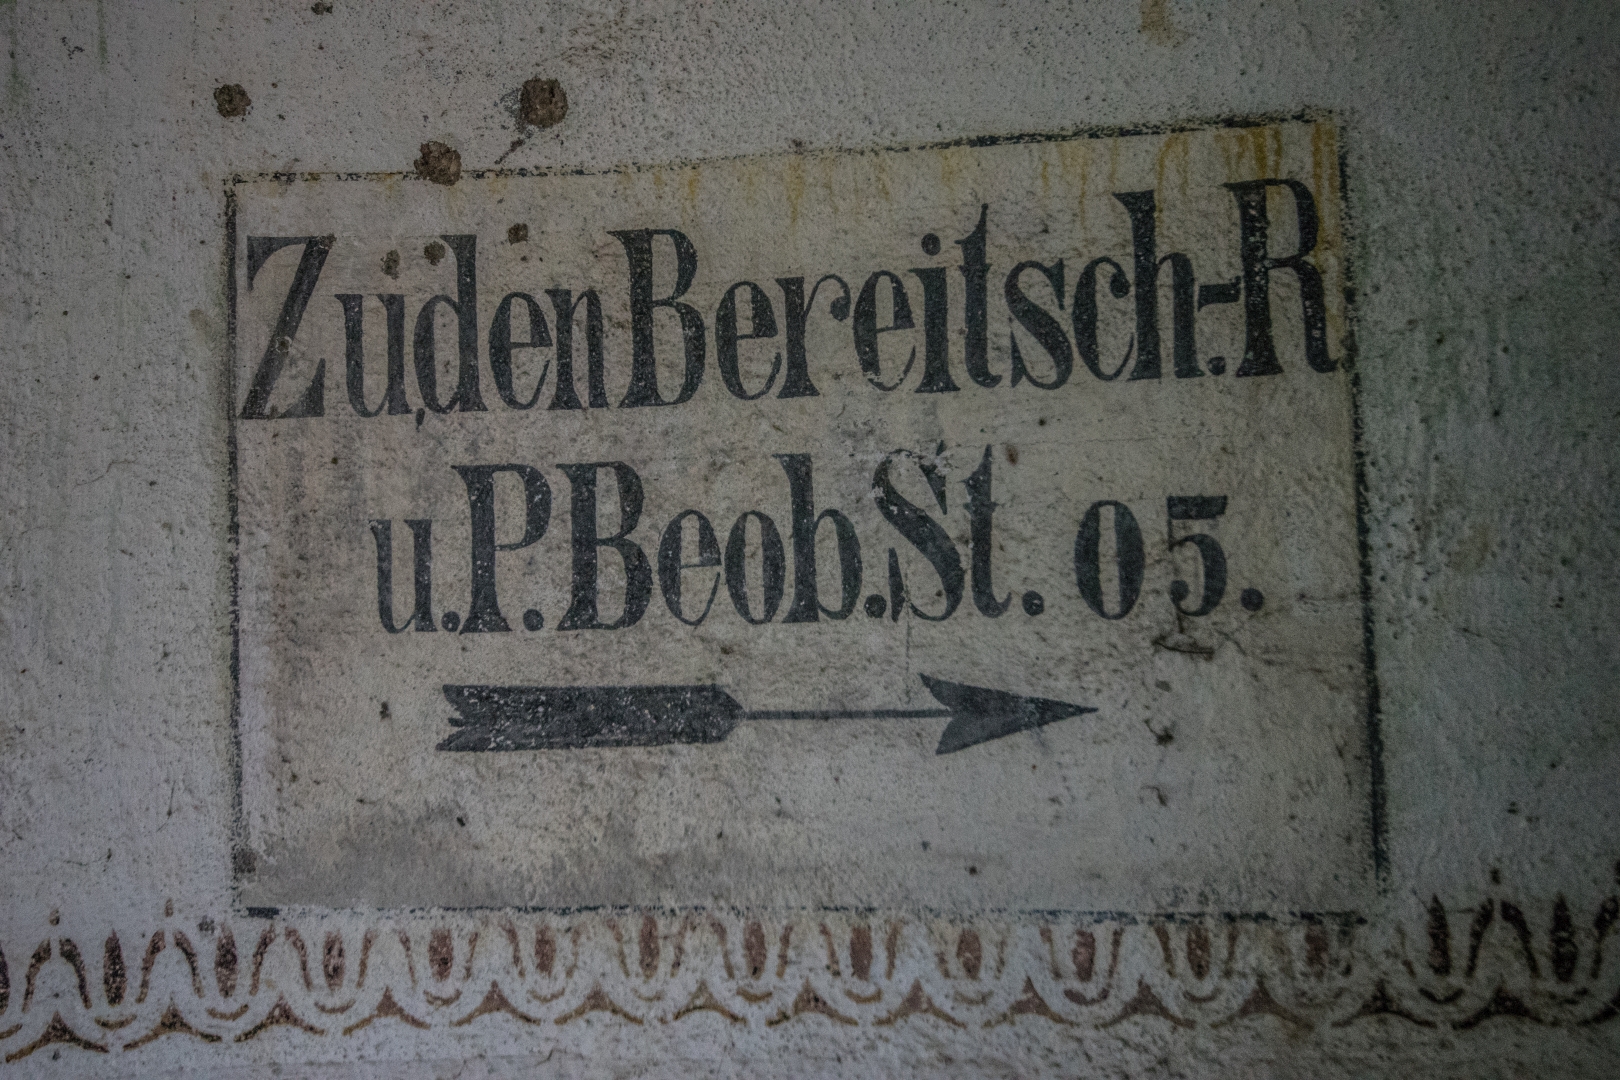 Zu den Bereitsch.-R
u. P. Beob. St. 05.